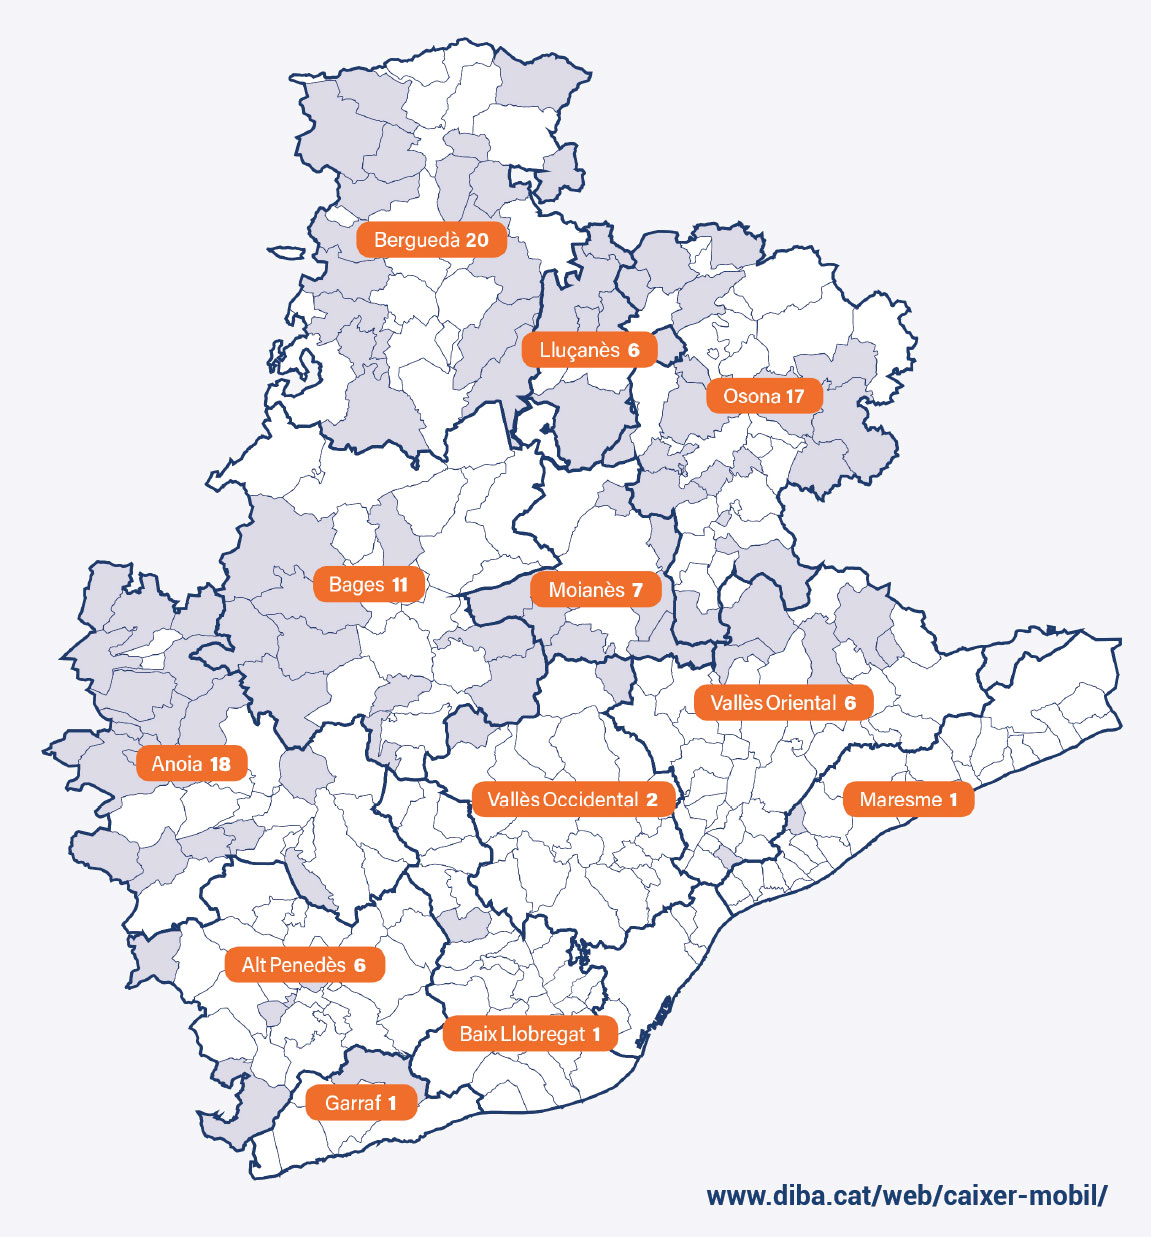 Berguedà 20
Lluçanès 6
Osona 17
Bages 11
Moianès 7
Vallès Oriental 6
Anoia 18
Vallès Occidental 2
Maresme 1
Alt Penedès 6
Baix Llobregat 1
Garraf 1
www.diba.cat/web/caixer-mobil/